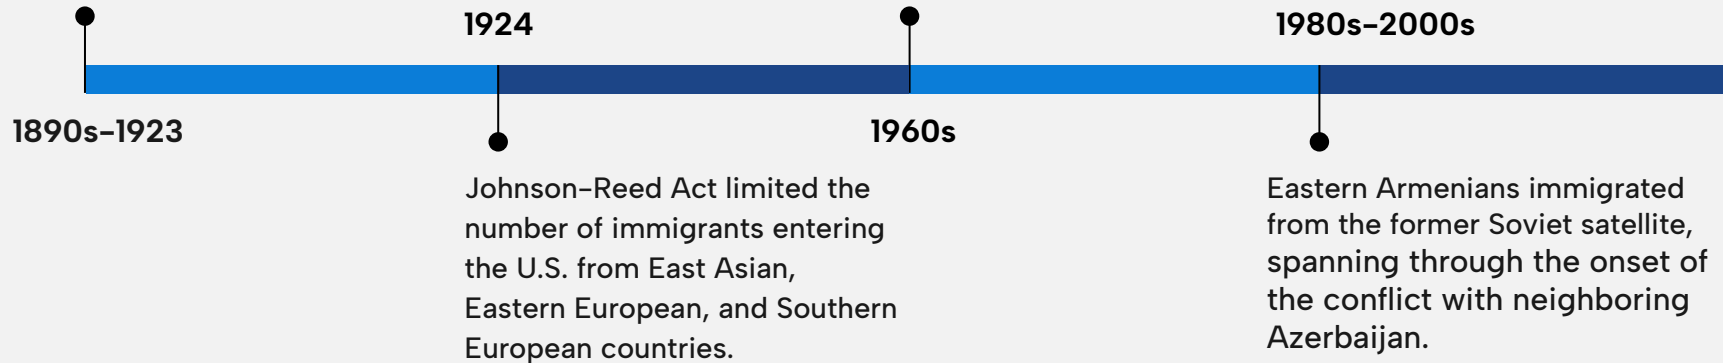 1924
1980s-2000s
1890s-1923
1960s
Johnson-Reed Act limited the
number of immigrants entering
the U.S. from East Asian,
Eastern European, and Southern
European countries.
Eastern Armenians immigrated
from the former Soviet satellite,
spanning through the onset of
the conflict with neighboring
Azerbaijan.